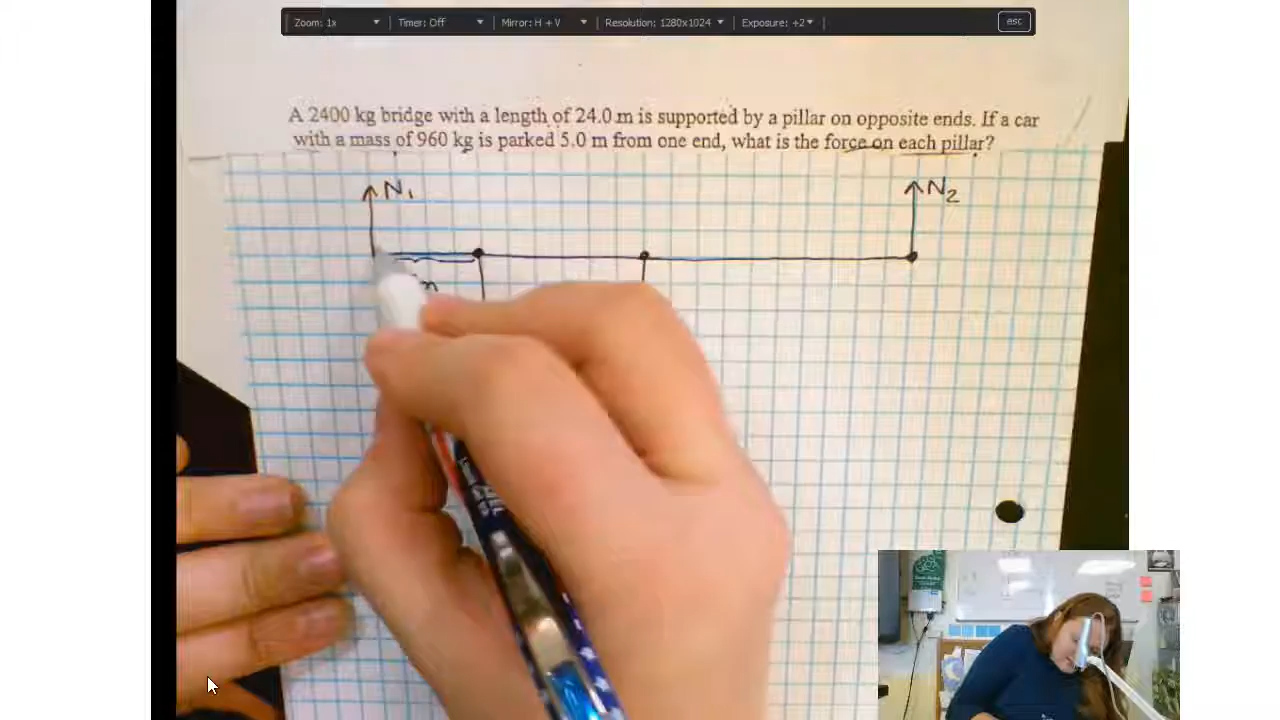 Zoom: 1x Timer: Off Mirror: H + V Resolution: 1280x1024 Exposure: +2 esc
A 2400 kg bridge with a length of 24.0 m is supported by a pillar on opposite ends. If a car
with a mass of 960 kg is parked 5.0 m from one end, what is the force on each pillar?
N₁ N₂
m